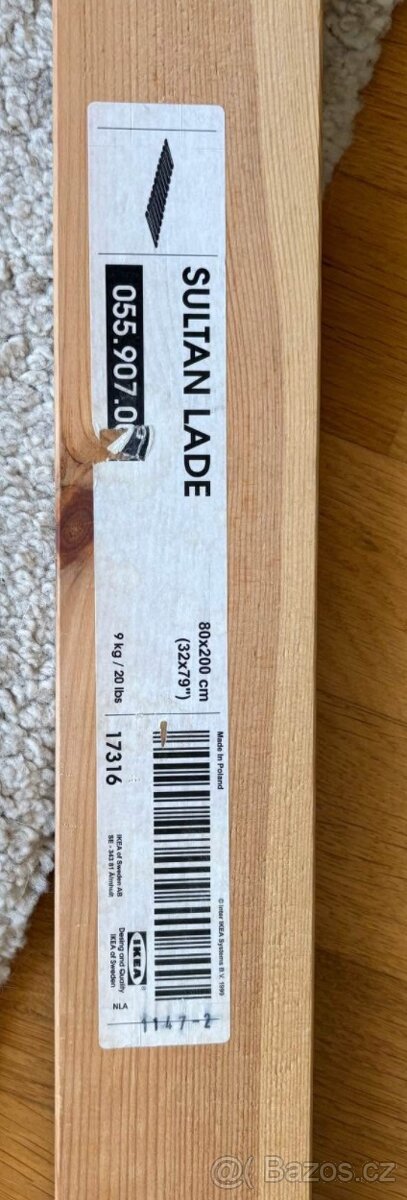 SULTAN LADE
055.907.0
80x200 cm
(32x79")
9 kg / 20 lbs
Made in Poland
17316
IKEA of Sweden AB
SE - 343 81 Älmhult
© Inter IKEA Systems B.V. 1999
IKEA
Design and Quality
IKEA of Sweden
NLA
1147-2
Bazos.cz